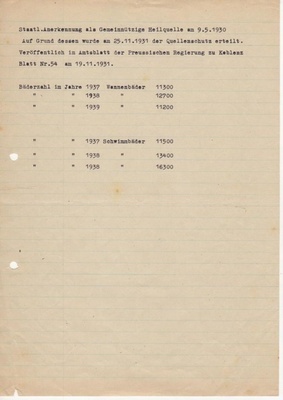 Staatl.Anerkennung als Gemeinnützige Heilquelle am 9.5.1930
Auf Grund dessen wurde am 25.11.1931 der Quellenschutz erteilt.
Veröffentlich in Amtsblatt der Preussischen Regierung zu Koblenz
Blatt Nr.54 am 19.11.1931.
Bäderzahl im Jahre 1937 Wannenbäder 11300
" " 1938 " 12700
" " 1939 " 11200
" " 1937 Schwimmbäder 11500
" " 1938 " 13400
" " 1938 " 16300